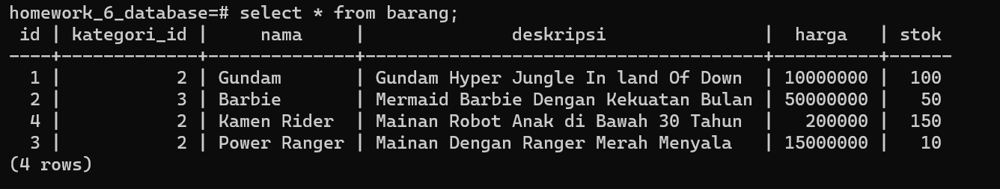 homework_6_database=# select * from barang;
 id | kategori_id |     nama     |              deskripsi               |  harga   | stok
----+-------------+--------------+--------------------------------------+----------+------
  1 |           2 | Gundam       | Gundam Hyper Jungle In land Of Down  | 10000000 |  100
  2 |           3 | Barbie       | Mermaid Barbie Dengan Kekuatan Bulan | 50000000 |   50
  4 |           2 | Kamen Rider  | Mainan Robot Anak di Bawah 30 Tahun  |   200000 |  150
  3 |           2 | Power Ranger | Mainan Dengan Ranger Merah Menyala   | 15000000 |   10
(4 rows)